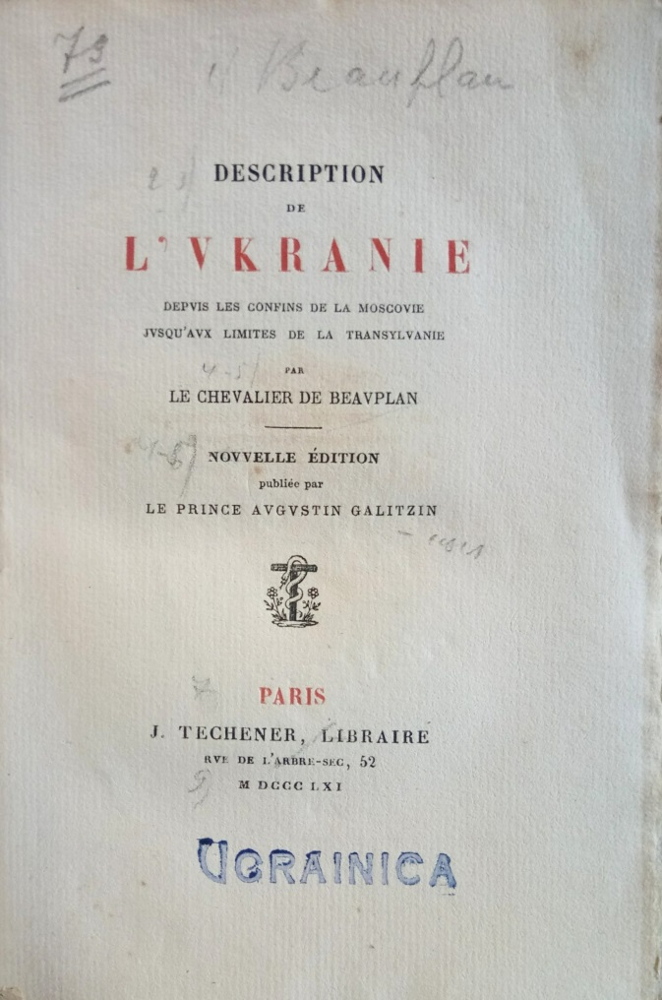 73 Beauplan
DESCRIPTION
DE
L'VKRANIE
DEPVIS LES CONFINS DE LA MOSCOVIE
JVSQU'AVX LIMITES DE LA TRANSYLVANIE
PAR
LE CHEVALIER DE BEAVPLAN
NOVVELLE ÉDITION
publiée par
LE PRINCE AVGVSTIN GALITZIN
PARIS
J. TECHENER, LIBRAIRE
RVE DE L'ARBRE-SEC, 52
M DCCC LXI
UCRAINICA